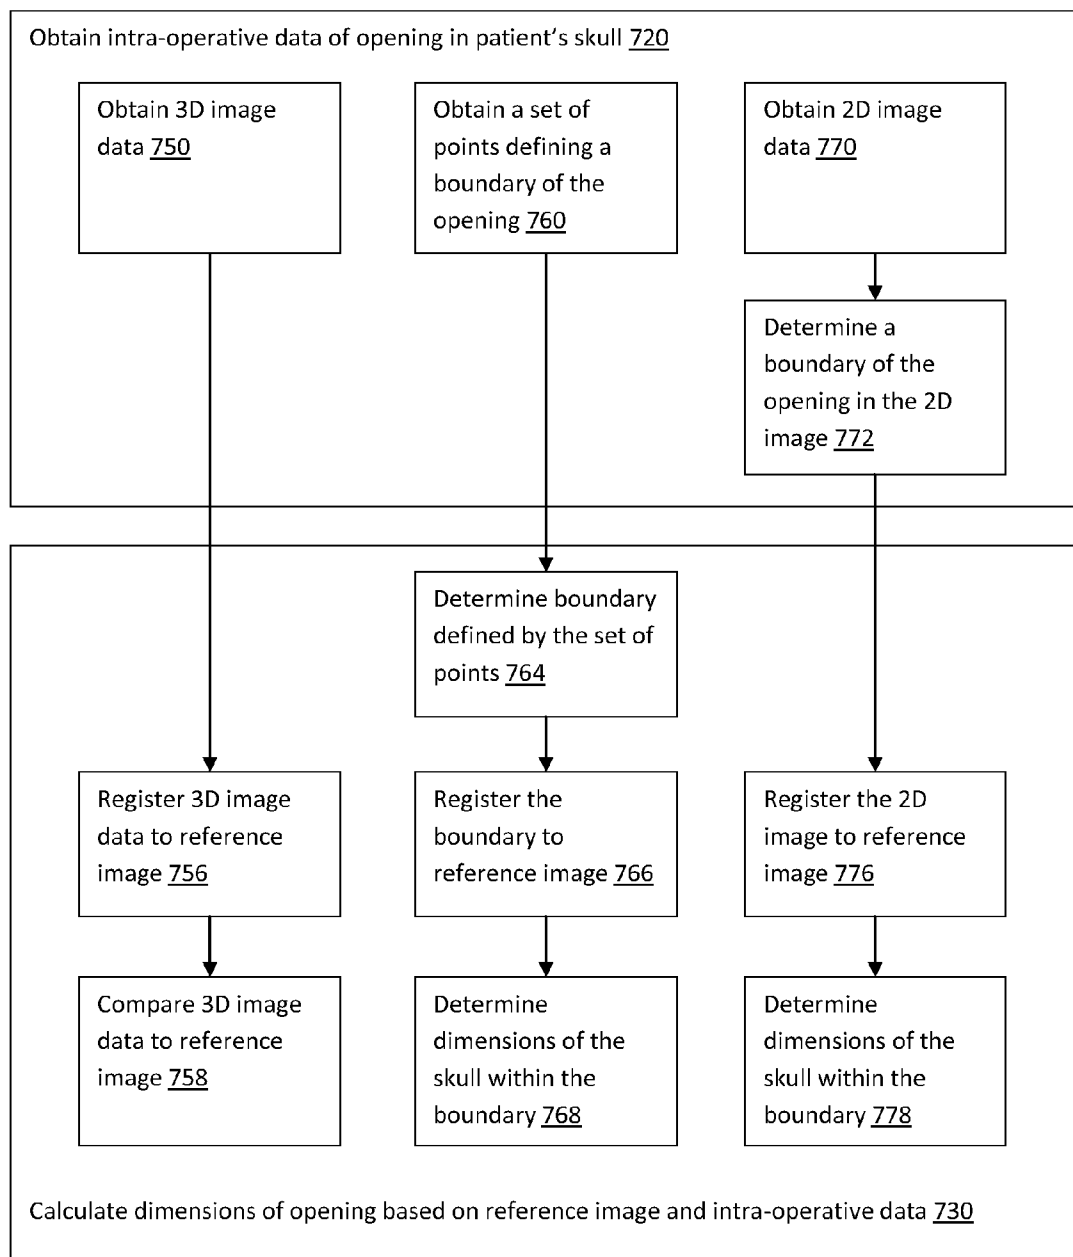 Obtain intra-operative data of opening in patient's skull 720
Obtain 3D image
data 750
Obtain a set of
points defining a
boundary of the
opening 760
Obtain 2D image
data 770
Determine a
boundary of the
opening in the 2D
image 772
Determine boundary
defined by the set of
points 764
Register 3D image
data to reference
image 756
Register the
boundary to
reference image 766
Register the 2D
image to reference
image 776
Compare 3D image
data to reference
image 758
Determine
dimensions of the
skull within the
boundary 768
Determine
dimensions of the
skull within the
boundary 778
Calculate dimensions of opening based on reference image and intra-operative data 730